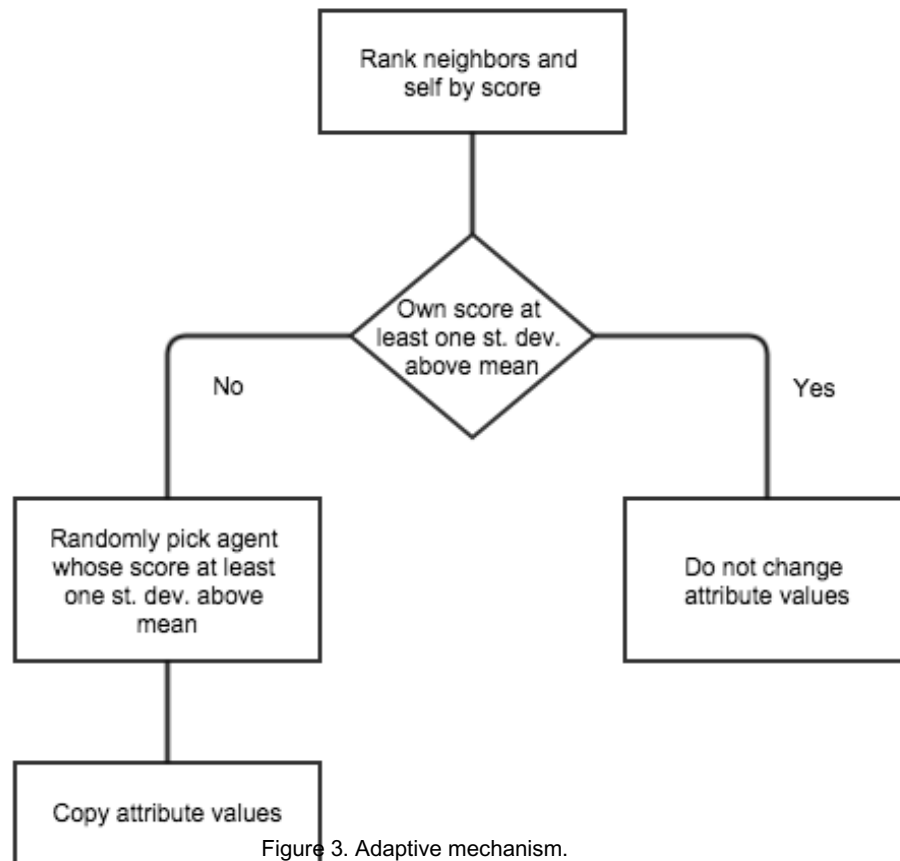 Rank neighbors and
self by score
Own score at
least one st. dev.
above mean
No
Yes
Randomly pick agent
whose score at least
one st. dev. above
mean
Do not change
attribute values
Copy attribute values
Figure 3. Adaptive mechanism.